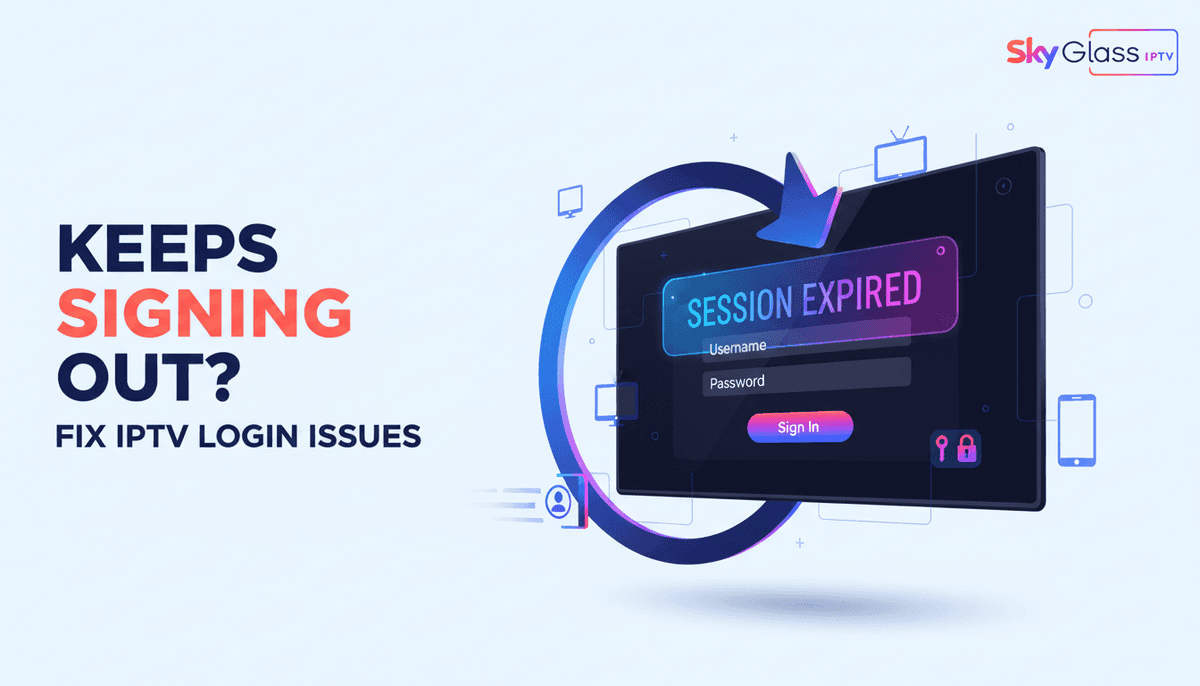 Sky Glass IPTV
KEEPS
SIGNING
OUT?
FIX IPTV LOGIN ISSUES
SESSION EXPIRED
Username
Password
Sign In